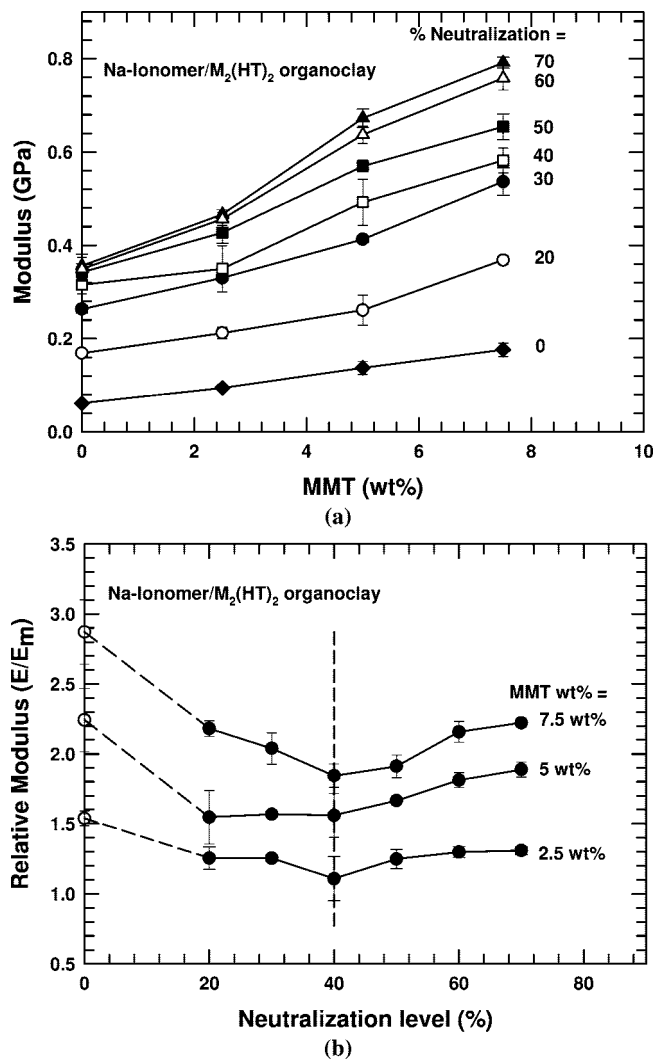 % Neutralization =
0.8
Na-Ionomer/M2(HT)2 organoclay
70
60
50
0.6
40
30
Modulus (GPa)
0.4
20
0.2
0
0.0
0 2 4 6 8 10
MMT (wt%)
(a)
3.5
Na-Ionomer/M2(HT)2 organoclay
3.0
Relative Modulus (E/Em)
MMT wt% =
2.5
7.5 wt%
2.0
5 wt%
1.5
2.5 wt%
1.0
0.5
0 20 40 60 80
Neutralization level (%)
(b)